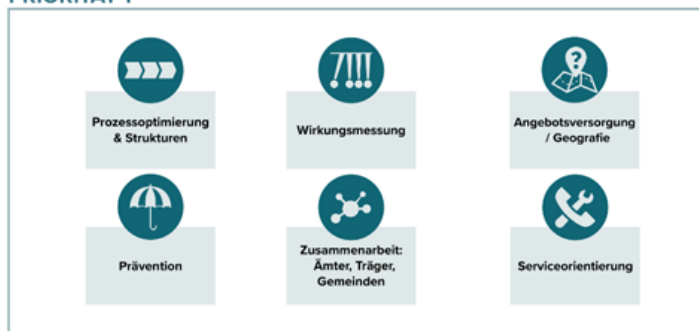 Prozessoptimierung
& Strukturen
Wirkungsmessung
Angebotsversorgung
/ Geografie
Prävention
Zusammenarbeit:
Ämter, Träger,
Gemeinden
Serviceorientierung